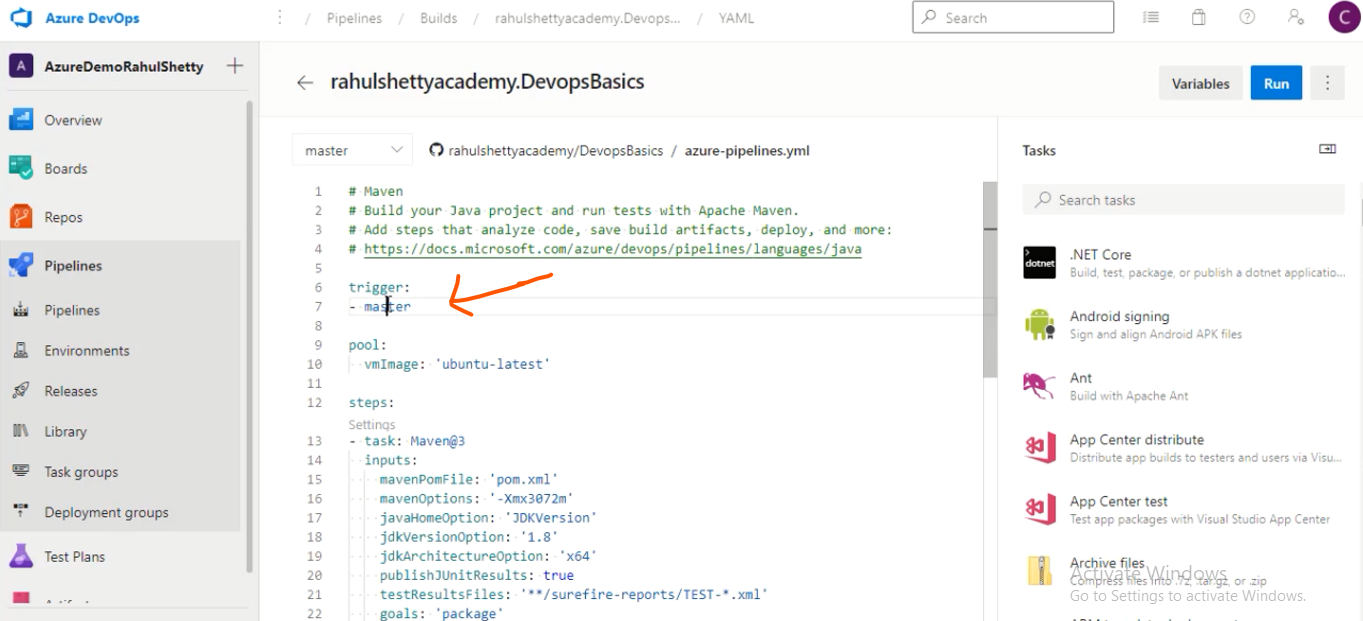 Azure DevOps
/ Pipelines / Builds / rahulshettyacademy.Devops... / YAML
Search
C
A AzureDemoRahulShetty
Overview
Boards
Repos
Pipelines
Pipelines
Environments
Releases
Library
Task groups
Deployment groups
Test Plans
rahulshettyacademy.DevopsBasics
Variables
Run
master
rahulshettyacademy/DevopsBasics / azure-pipelines.yml
1 # Maven
2 # Build your Java project and run tests with Apache Maven.
3 # Add steps that analyze code, save build artifacts, deploy, and more:
4 # https://docs.microsoft.com/azure/devops/pipelines/languages/java
5
6 trigger:
7 - master
8
9 pool:
10 vmImage: 'ubuntu-latest'
11
12 steps:
Settings
13 - task: Maven@3
14 inputs:
15 mavenPomFile: 'pom.xml'
16 mavenOptions: '-Xmx3072m'
17 javaHomeOption: 'JDKVersion'
18 jdkVersionOption: '1.8'
19 jdkArchitectureOption: 'x64'
20 publishJUnitResults: true
21 testResultsFiles: '**/surefire-reports/TEST-*.xml'
22 goals: 'package'
Tasks
Search tasks
dotnet
.NET Core
Build, test, package, or publish a dotnet applicatio...
Android signing
Sign and align Android APK files
Ant
Build with Apache Ant
App Center distribute
Distribute app builds to testers and users via Visu...
App Center test
Test app packages with Visual Studio App Center
Archive files
Compress files into .7z, .tar.gz, or .zip
Activate Windows
Go to Settings to activate Windows.